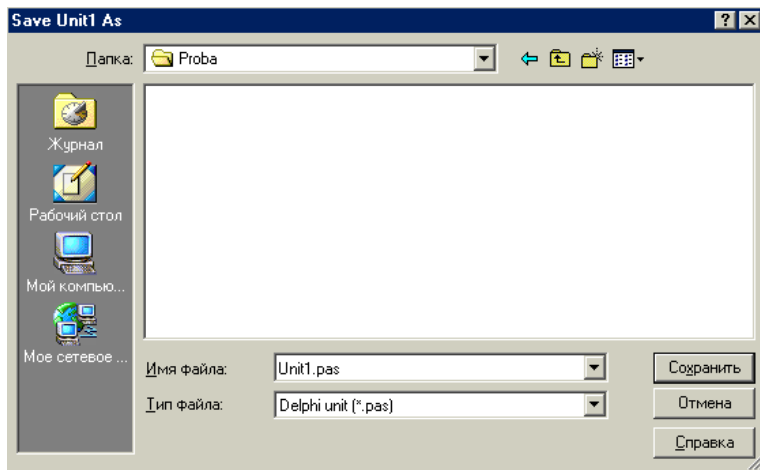 Save Unit1 As
Папка: Proba
Журнал
Рабочий стол
Мой компью...
Мое сетевое ...
Имя файла: Unit1.pas Сохранить
Тип файла: Delphi unit (*.pas) Отмена
Справка